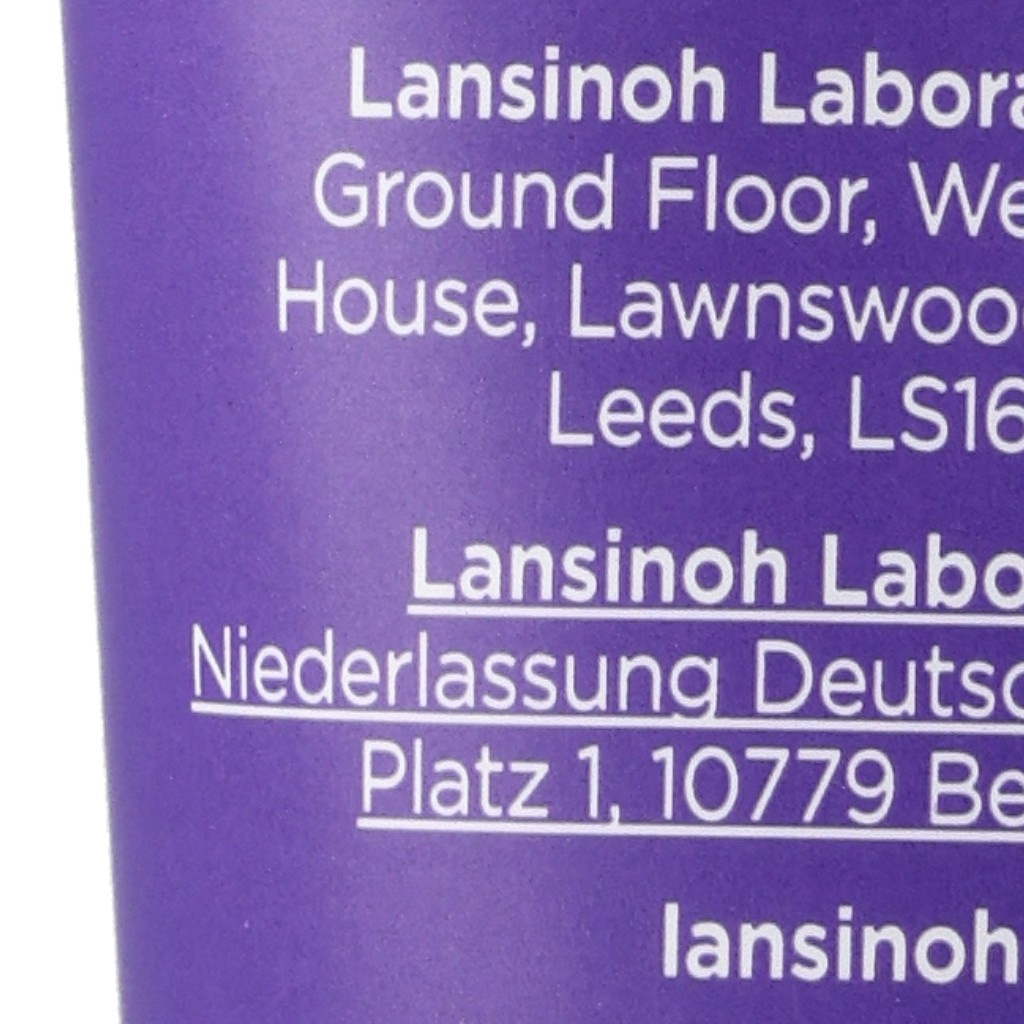 Lansinoh Labora
Ground Floor, We
House, Lawnswoo
Leeds, LS16
Lansinoh Labo
Niederlassung Deutsc
Platz 1, 10779 Be
lansinoh